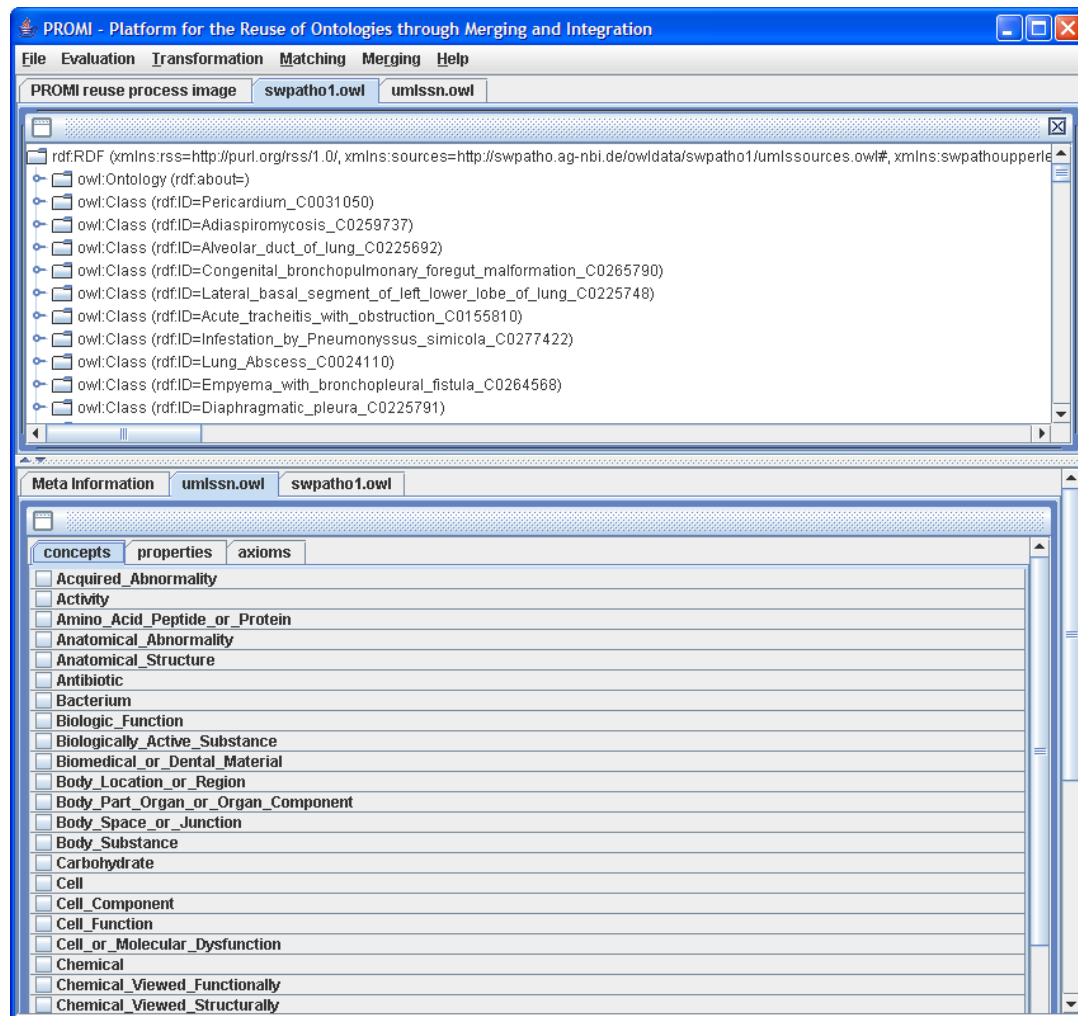 PROMI - Platform for the Reuse of Ontologies through Merging and Integration
File Evaluation Transformation Matching Merging Help
PROMI reuse process image swpatho1.owl umlssn.owl
rdf:RDF (xmlns:rss=http://purl.org/rss/1.0/, xmlns:sources=http://swpatho.ag-nbi.de/owldata/swpatho1/umlssources.owl#, xmlns:swpathoupperle
owl:Ontology (rdf:about=)
owl:Class (rdf:ID=Pericardium_C0031050)
owl:Class (rdf:ID=Adiaspiromycosis_C0259737)
owl:Class (rdf:ID=Alveolar_duct_of_lung_C0225692)
owl:Class (rdf:ID=Congenital_bronchopulmonary_foregut_malformation_C0265790)
owl:Class (rdf:ID=Lateral_basal_segment_of_left_lower_lobe_of_lung_C0225748)
owl:Class (rdf:ID=Acute_tracheitis_with_obstruction_C0155810)
owl:Class (rdf:ID=Infestation_by_Pneumonyssus_simicola_C0277422)
owl:Class (rdf:ID=Lung_Abscess_C0024110)
owl:Class (rdf:ID=Empyema_with_bronchopleural_fistula_C0264568)
owl:Class (rdf:ID=Diaphragmatic_pleura_C0225791)
Meta Information umlssn.owl swpatho1.owl
concepts properties axioms
Acquired_Abnormality
Activity
Amino_Acid_Peptide_or_Protein
Anatomical_Abnormality
Anatomical_Structure
Antibiotic
Bacterium
Biologic_Function
Biologically_Active_Substance
Biomedical_or_Dental_Material
Body_Location_or_Region
Body_Part_Organ_or_Organ_Component
Body_Space_or_Junction
Body_Substance
Carbohydrate
Cell
Cell_Component
Cell_Function
Cell_or_Molecular_Dysfunction
Chemical
Chemical_Viewed_Functionally
Chemical_Viewed_Structurally